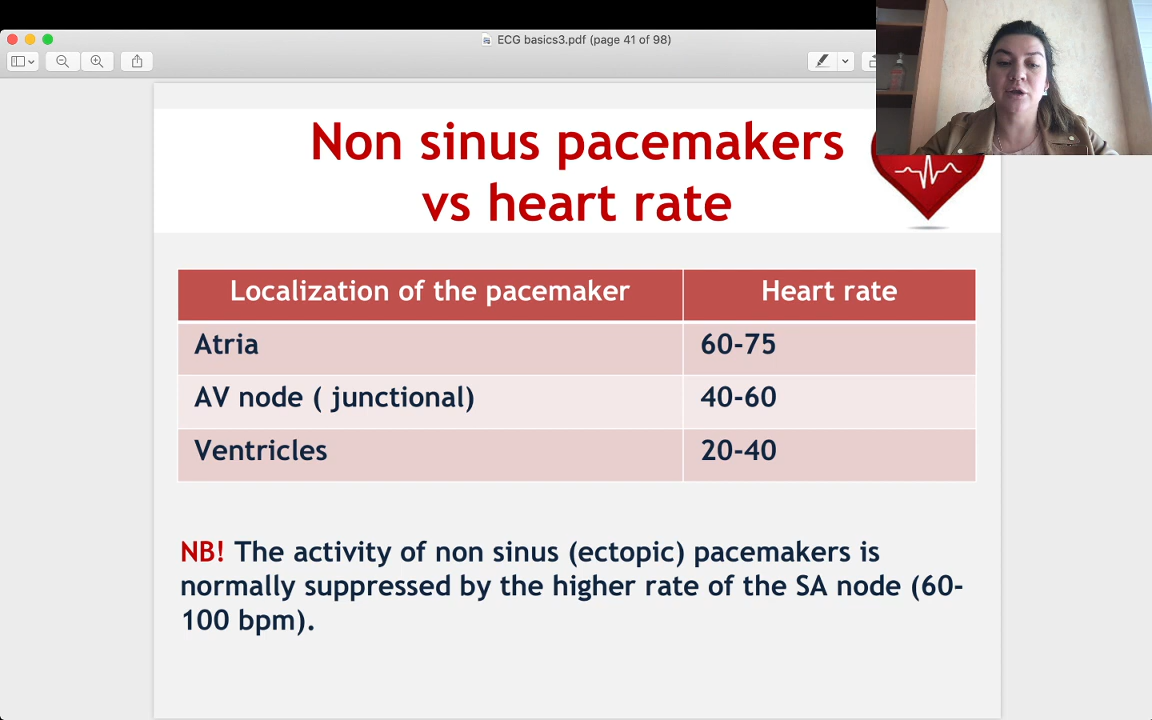 ECG basics3.pdf (page 41 of 98)
Non sinus pacemakers
vs heart rate
Localization of the pacemaker Heart rate
Atria 60-75
AV node ( junctional) 40-60
Ventricles 20-40
NB! The activity of non sinus (ectopic) pacemakers is
normally suppressed by the higher rate of the SA node (60-
100 bpm).